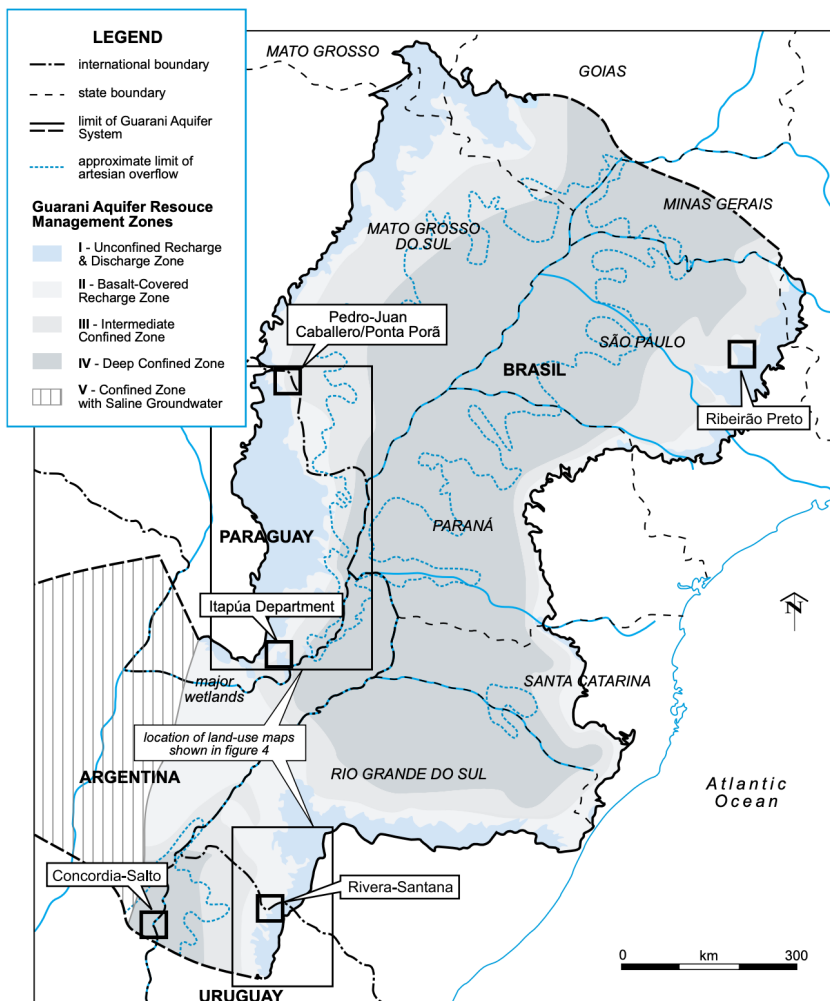 LEGEND
international boundary
state boundary
limit of Guarani Aquifer
System
approximate limit of
artesian overflow
Guarani Aquifer Resouce
Management Zones
I - Unconfined Recharge
& Discharge Zone
II - Basalt-Covered
Recharge Zone
III - Intermediate
Confined Zone
IV - Deep Confined Zone
V - Confined Zone
with Saline Groundwater
MATO GROSSO
GOIAS
MINAS GERAIS
MATO GROSSO
DO SUL
Pedro-Juan
Caballero/Ponta Porã
SÃO PAULO
BRASIL
Ribeirão Preto
PARANÁ
PARAGUAY
Itapúa Department
N
major
wetlands
SANTA CATARINA
location of land-use maps
shown in figure 4
ARGENTINA
RIO GRANDE DO SUL
Atlantic
Ocean
Concordia-Salto
Rivera-Santana
0 km 300
URUGUAY